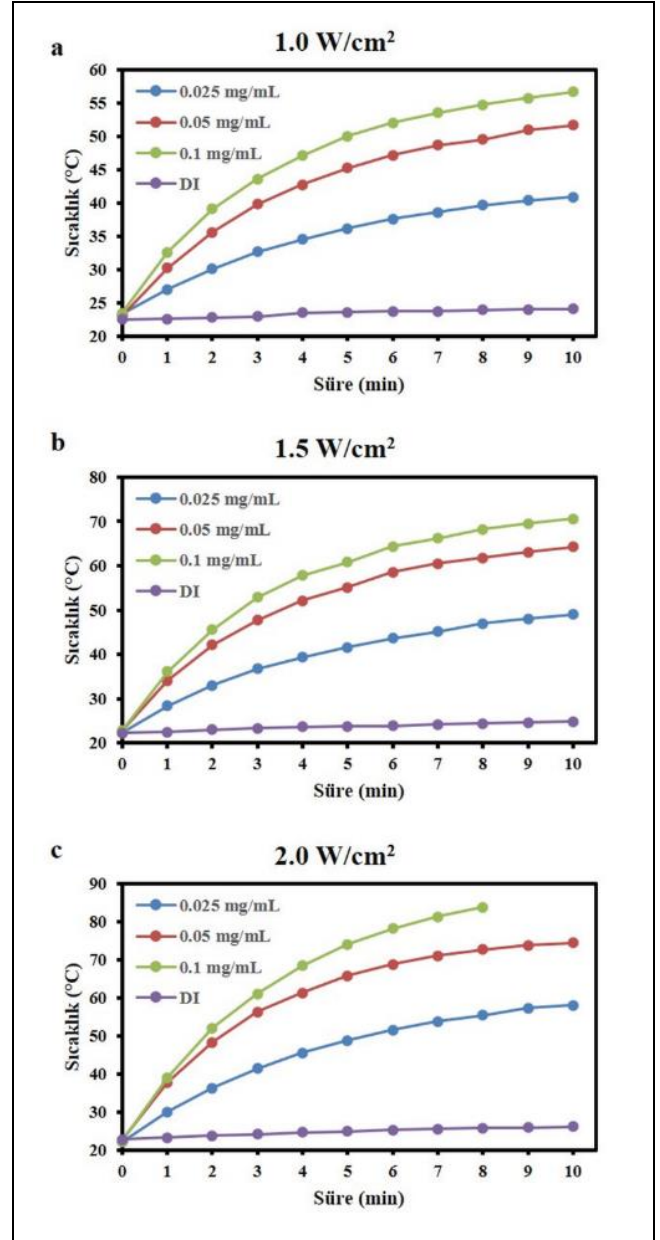 a
1.0 W/cm²
60
55
50
45
40
35
30
25
20
Sıcaklık (°C)
0.025 mg/mL
0.05 mg/mL
0.1 mg/mL
DI
0 1 2 3 4 5 6 7 8 9 10
Süre (min)
b
1.5 W/cm²
80
70
60
50
40
30
20
Sıcaklık (°C)
0.025 mg/mL
0.05 mg/mL
0.1 mg/mL
DI
0 1 2 3 4 5 6 7 8 9 10
Süre (min)
c
2.0 W/cm²
90
80
70
60
50
40
30
20
Sıcaklık (°C)
0.025 mg/mL
0.05 mg/mL
0.1 mg/mL
DI
0 1 2 3 4 5 6 7 8 9 10
Süre (min)